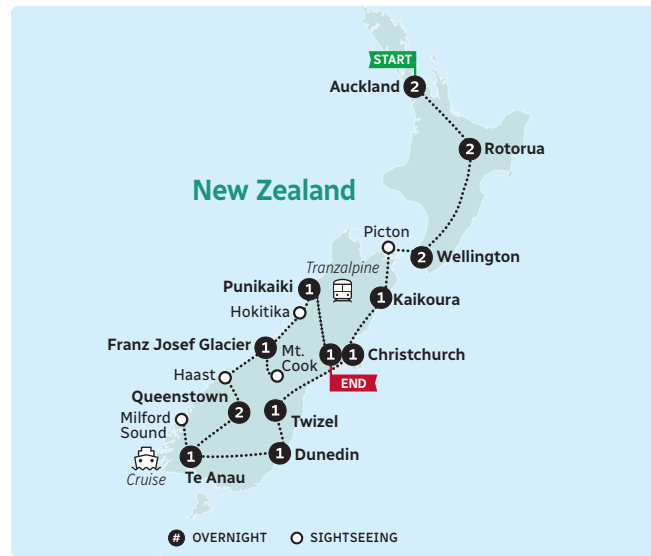 START
Auckland 2
2 Rotorua
New Zealand
Picton
2 Wellington
Tranzalpine
Punikaiki 1
1 Kaikoura
Hokitika
Franz Josef Glacier 1
Mt.
Cook
1 1 Christchurch
END
Haast
Queenstown
2
1 Twizel
Milford
Sound
1 Dunedin
1
Te Anau
Cruise
# OVERNIGHT
SIGHTSEEING